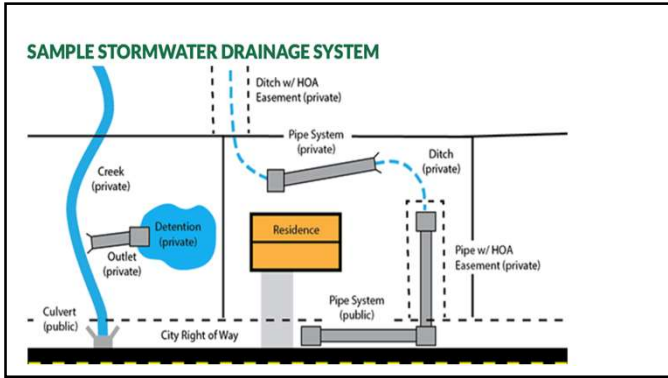 SAMPLE STORMWATER DRAINAGE SYSTEM
Ditch w/ HOA
Easement (private)
Pipe System
(private)
Ditch
(private)
Creek
(private)
Detention
(private)
Outlet
(private)
Residence
Pipe w/ HOA
Easement (private)
Culvert
(public)
Pipe System
(public)
City Right of Way